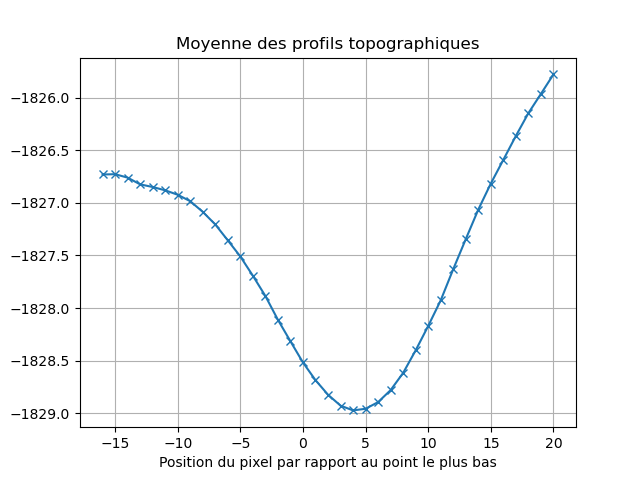 Moyenne des profils topographiques
−1826.0
−1826.5
−1827.0
−1827.5
−1828.0
−1828.5
−1829.0
−15 −10 −5 0 5 10 15 20
Position du pixel par rapport au point le plus bas